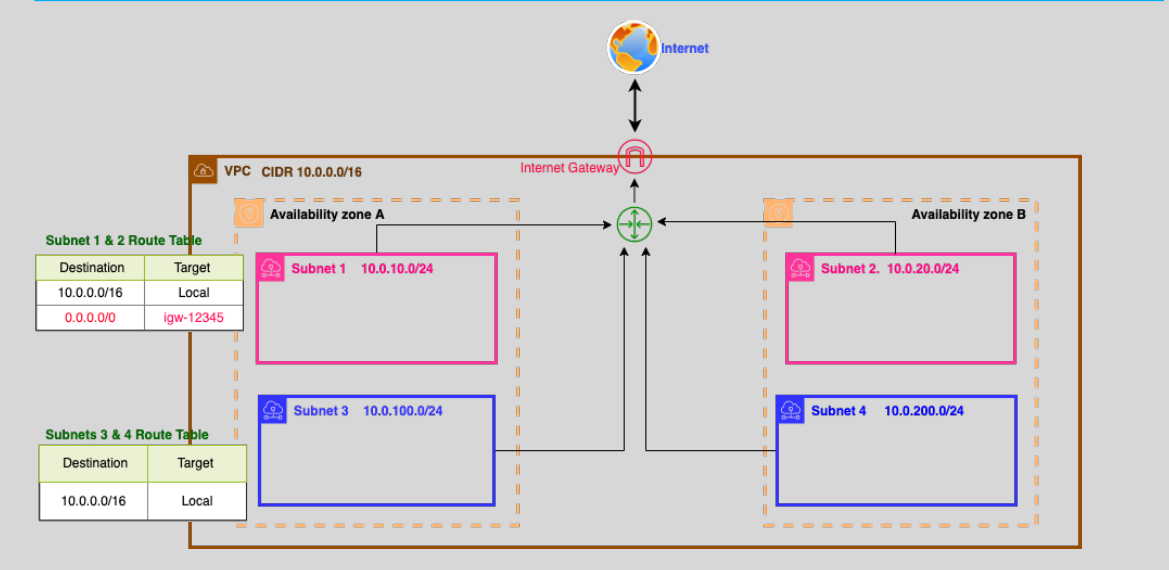 Internet
Internet Gateway
VPC CIDR 10.0.0.0/16
Availability zone A
Availability zone B
Subnet 1 & 2 Route Table
Destination Target
10.0.0.0/16 Local
0.0.0.0/0 igw-12345
Subnet 1 10.0.10.0/24
Subnet 2. 10.0.20.0/24
Subnet 3 10.0.100.0/24
Subnet 4 10.0.200.0/24
Subnets 3 & 4 Route Table
Destination Target
10.0.0.0/16 Local